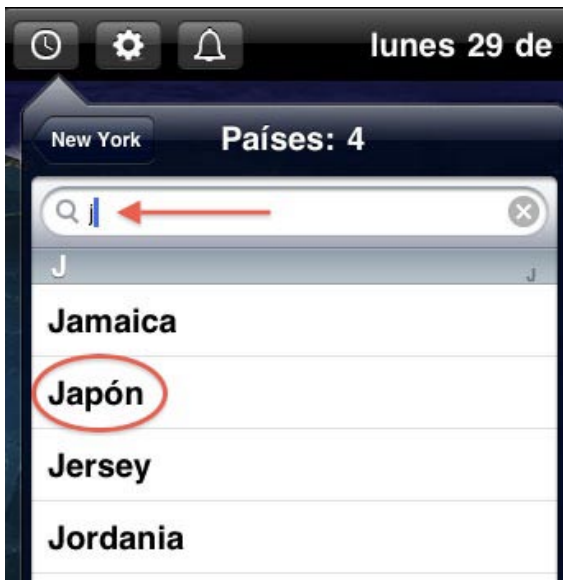 lunes 29 de
New York Países: 4
j
J J
Jamaica
Japón
Jersey
Jordania